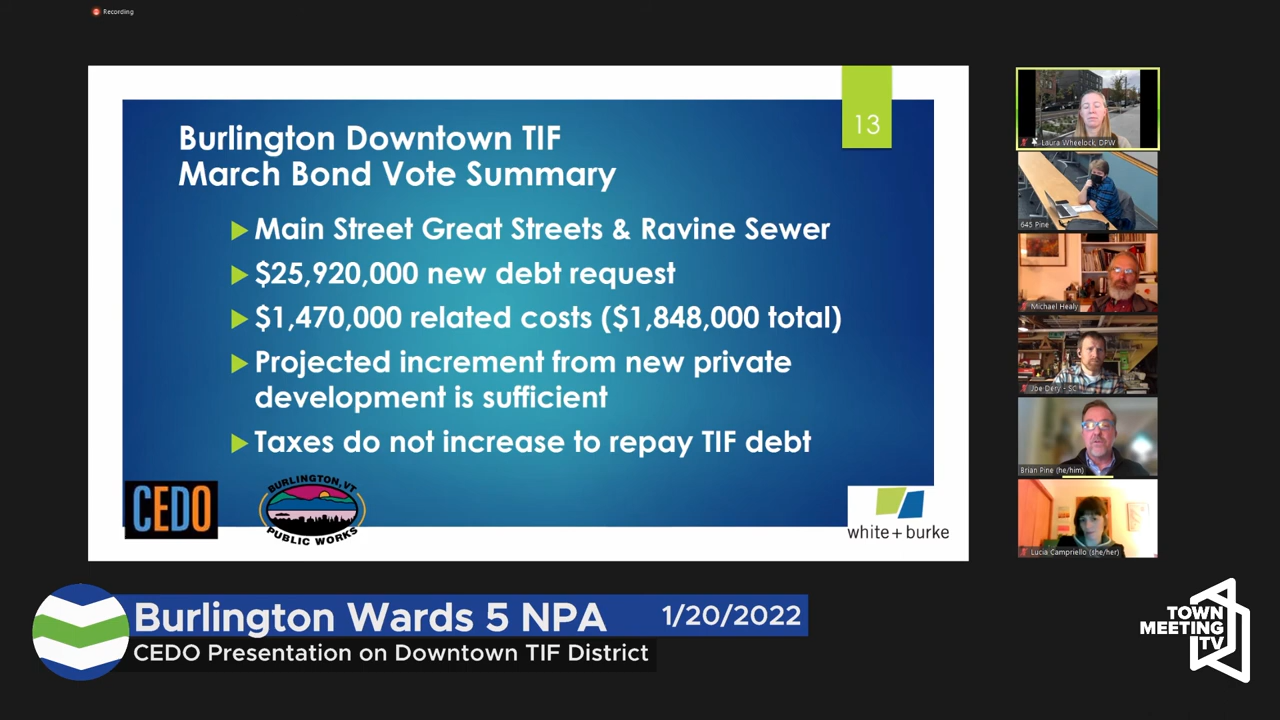 Recording
13
Burlington Downtown TIF
March Bond Vote Summary
Main Street Great Streets & Ravine Sewer
$25,920,000 new debt request
$1,470,000 related costs ($1,848,000 total)
Projected increment from new private
development is sufficient
Taxes do not increase to repay TIF debt
CEDO
BURLINGTON, VT
PUBLIC WORKS
white + burke
Laura Wheelock, DPW
645 Pine
Michael Healy
Joe Derry - SC
Brian Pine (he/him)
Lucia Campriello (she/her)
Burlington Wards 5 NPA
1/20/2022
CEDO Presentation on Downtown TIF District
TOWN
MEETING
TV